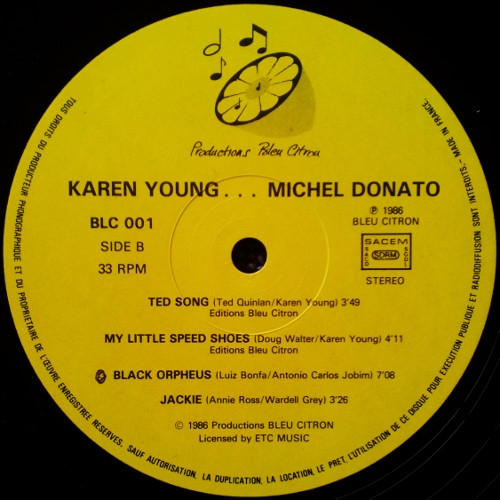 Productions Bleu Citron
KAREN YOUNG... MICHEL DONATO
BLC 001
SIDE B
33 RPM
℗ 1986
BLEU CITRON
SACEM
SACD SDRM SCGL
STEREO
TED SONG (Ted Quinlan/Karen Young) 3'49
Editions Bleu Citron
MY LITTLE SPEED SHOES (Doug Walter/Karen Young) 4'11
Editions Bleu Citron
BLACK ORPHEUS (Luiz Bonfa/Antonio Carlos Jobim) 7'08
JACKIE (Annie Ross/Wardell Grey) 3'26
© 1986 Productions BLEU CITRON
Licensed by ETC MUSIC
TOUS DROITS DU PRODUCTEUR PHONOGRAPHIQUE ET DU PROPRIETAIRE DE L'ŒUVRE ENREGISTREE RESERVES. SAUF AUTORISATION, LA DUPLICATION, LA LOCATION, LE PRET, L'UTILISATION DE CE DISQUE POUR EXECUTION PUBLIQUE ET RADIODIFFUSION SONT INTERDITS.- MADE IN FRANCE.